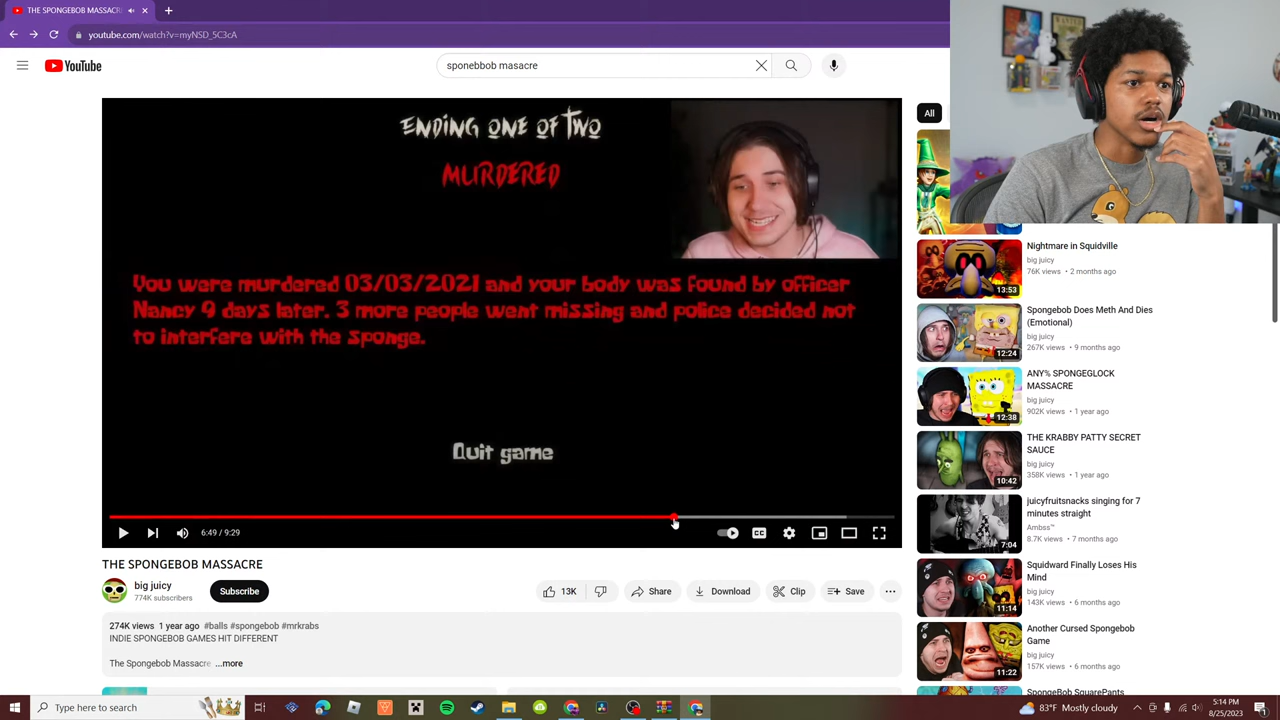 THE SPONGEBOB MASSACR
youtube.com/watch?v=myNSD_5C3cA
YouTube
sponebbob masacre
ENDING ONE OF TWO
MURDERED
You were murdered 03/03/2021 and your body was found by officer
Nancy 9 days later. 3 more people went missing and police decided not
to interfere with the sponge.
Quit game
6:49 / 9:29
THE SPONGEBOB MASSACRE
big juicy
774K subscribers
Subscribe
13K
Share
Download
Clip
Save
274K views 1 year ago #balls #spongebob #mrkrabs
INDIE SPONGEBOB GAMES HIT DIFFERENT
The Spongebob Massacre ...more
All
WANTED
Nightmare in Squidville
big juicy
76K views • 2 months ago
13:53
Spongebob Does Meth And Dies
(Emotional)
big juicy
267K views • 9 months ago
12:24
ANY% SPONGEGLOCK
MASSACRE
big juicy
902K views • 1 year ago
12:38
THE KRABBY PATTY SECRET
SAUCE
big juicy
358K views • 1 year ago
10:42
juicyfruitsnacks singing for 7
minutes straight
Ambss™
8.7K views • 7 months ago
7:04
Squidward Finally Loses His
Mind
big juicy
143K views • 6 months ago
11:14
Another Cursed Spongebob
Game
big juicy
157K views • 6 months ago
11:22
SpongeBob SquarePants
Type here to search
83°F Mostly cloudy
5:14 PM
8/25/2023